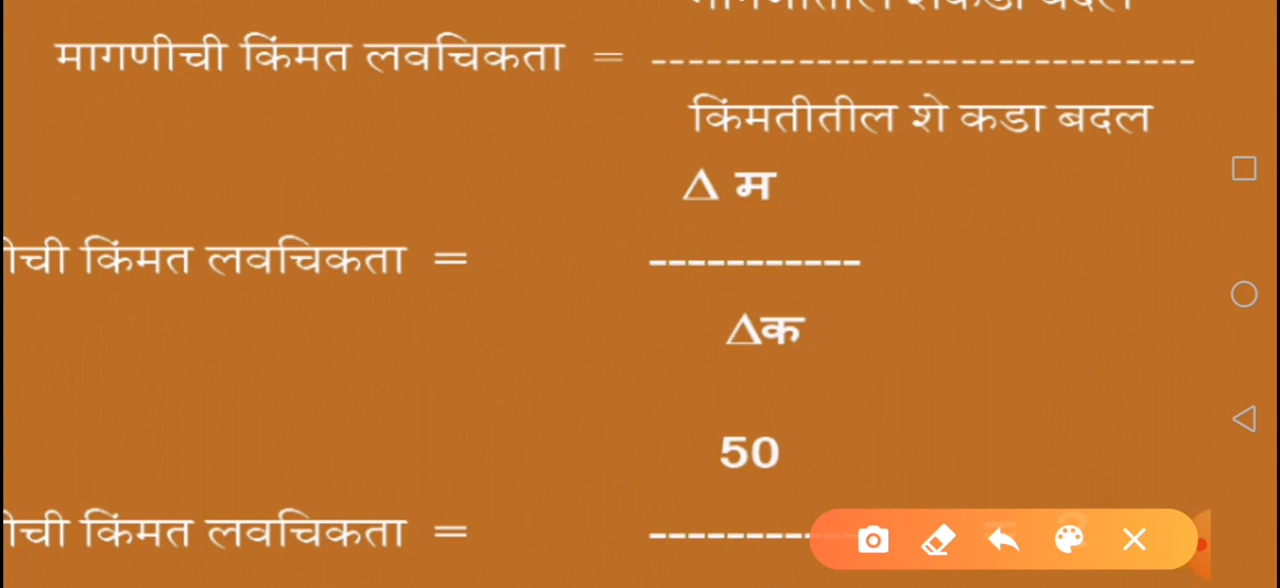 मागणीची किंमत लवचिकता = -----------------------------
किंमतीतील शे कडा बदल
Δ म
ची किंमत लवचिकता = -----------
Δक
50
ची किंमत लवचिकता = ---------